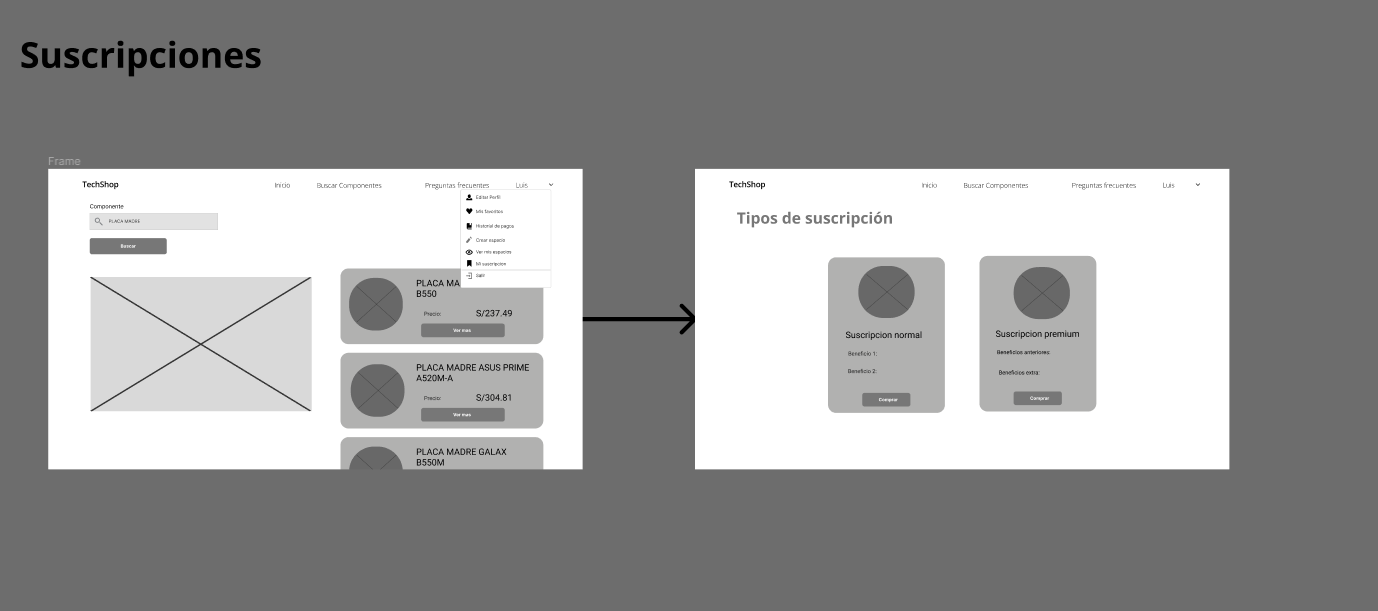 Suscripciones
Frame
TechShop
Inicio
Buscar Componentes
Preguntas frecuentes
Luis
Componente
PLACA MADRE
Buscar
Editar Perfil
Mis favoritos
Historial de pagos
Crear espacio
Ver mis espacios
Mi suscripcion
Salir
PLACA MA
B550
Precio:
S/237.49
Ver mas
PLACA MADRE ASUS PRIME
A520M-A
Precio:
S/304.81
Ver mas
PLACA MADRE GALAX
B550M
TechShop
Inicio
Buscar Componentes
Preguntas frecuentes
Luis
Tipos de suscripción
Suscripcion normal
Beneficio 1:
Beneficio 2:
Comprar
Suscripcion premium
Beneficios anteriores:
Beneficios extra:
Comprar